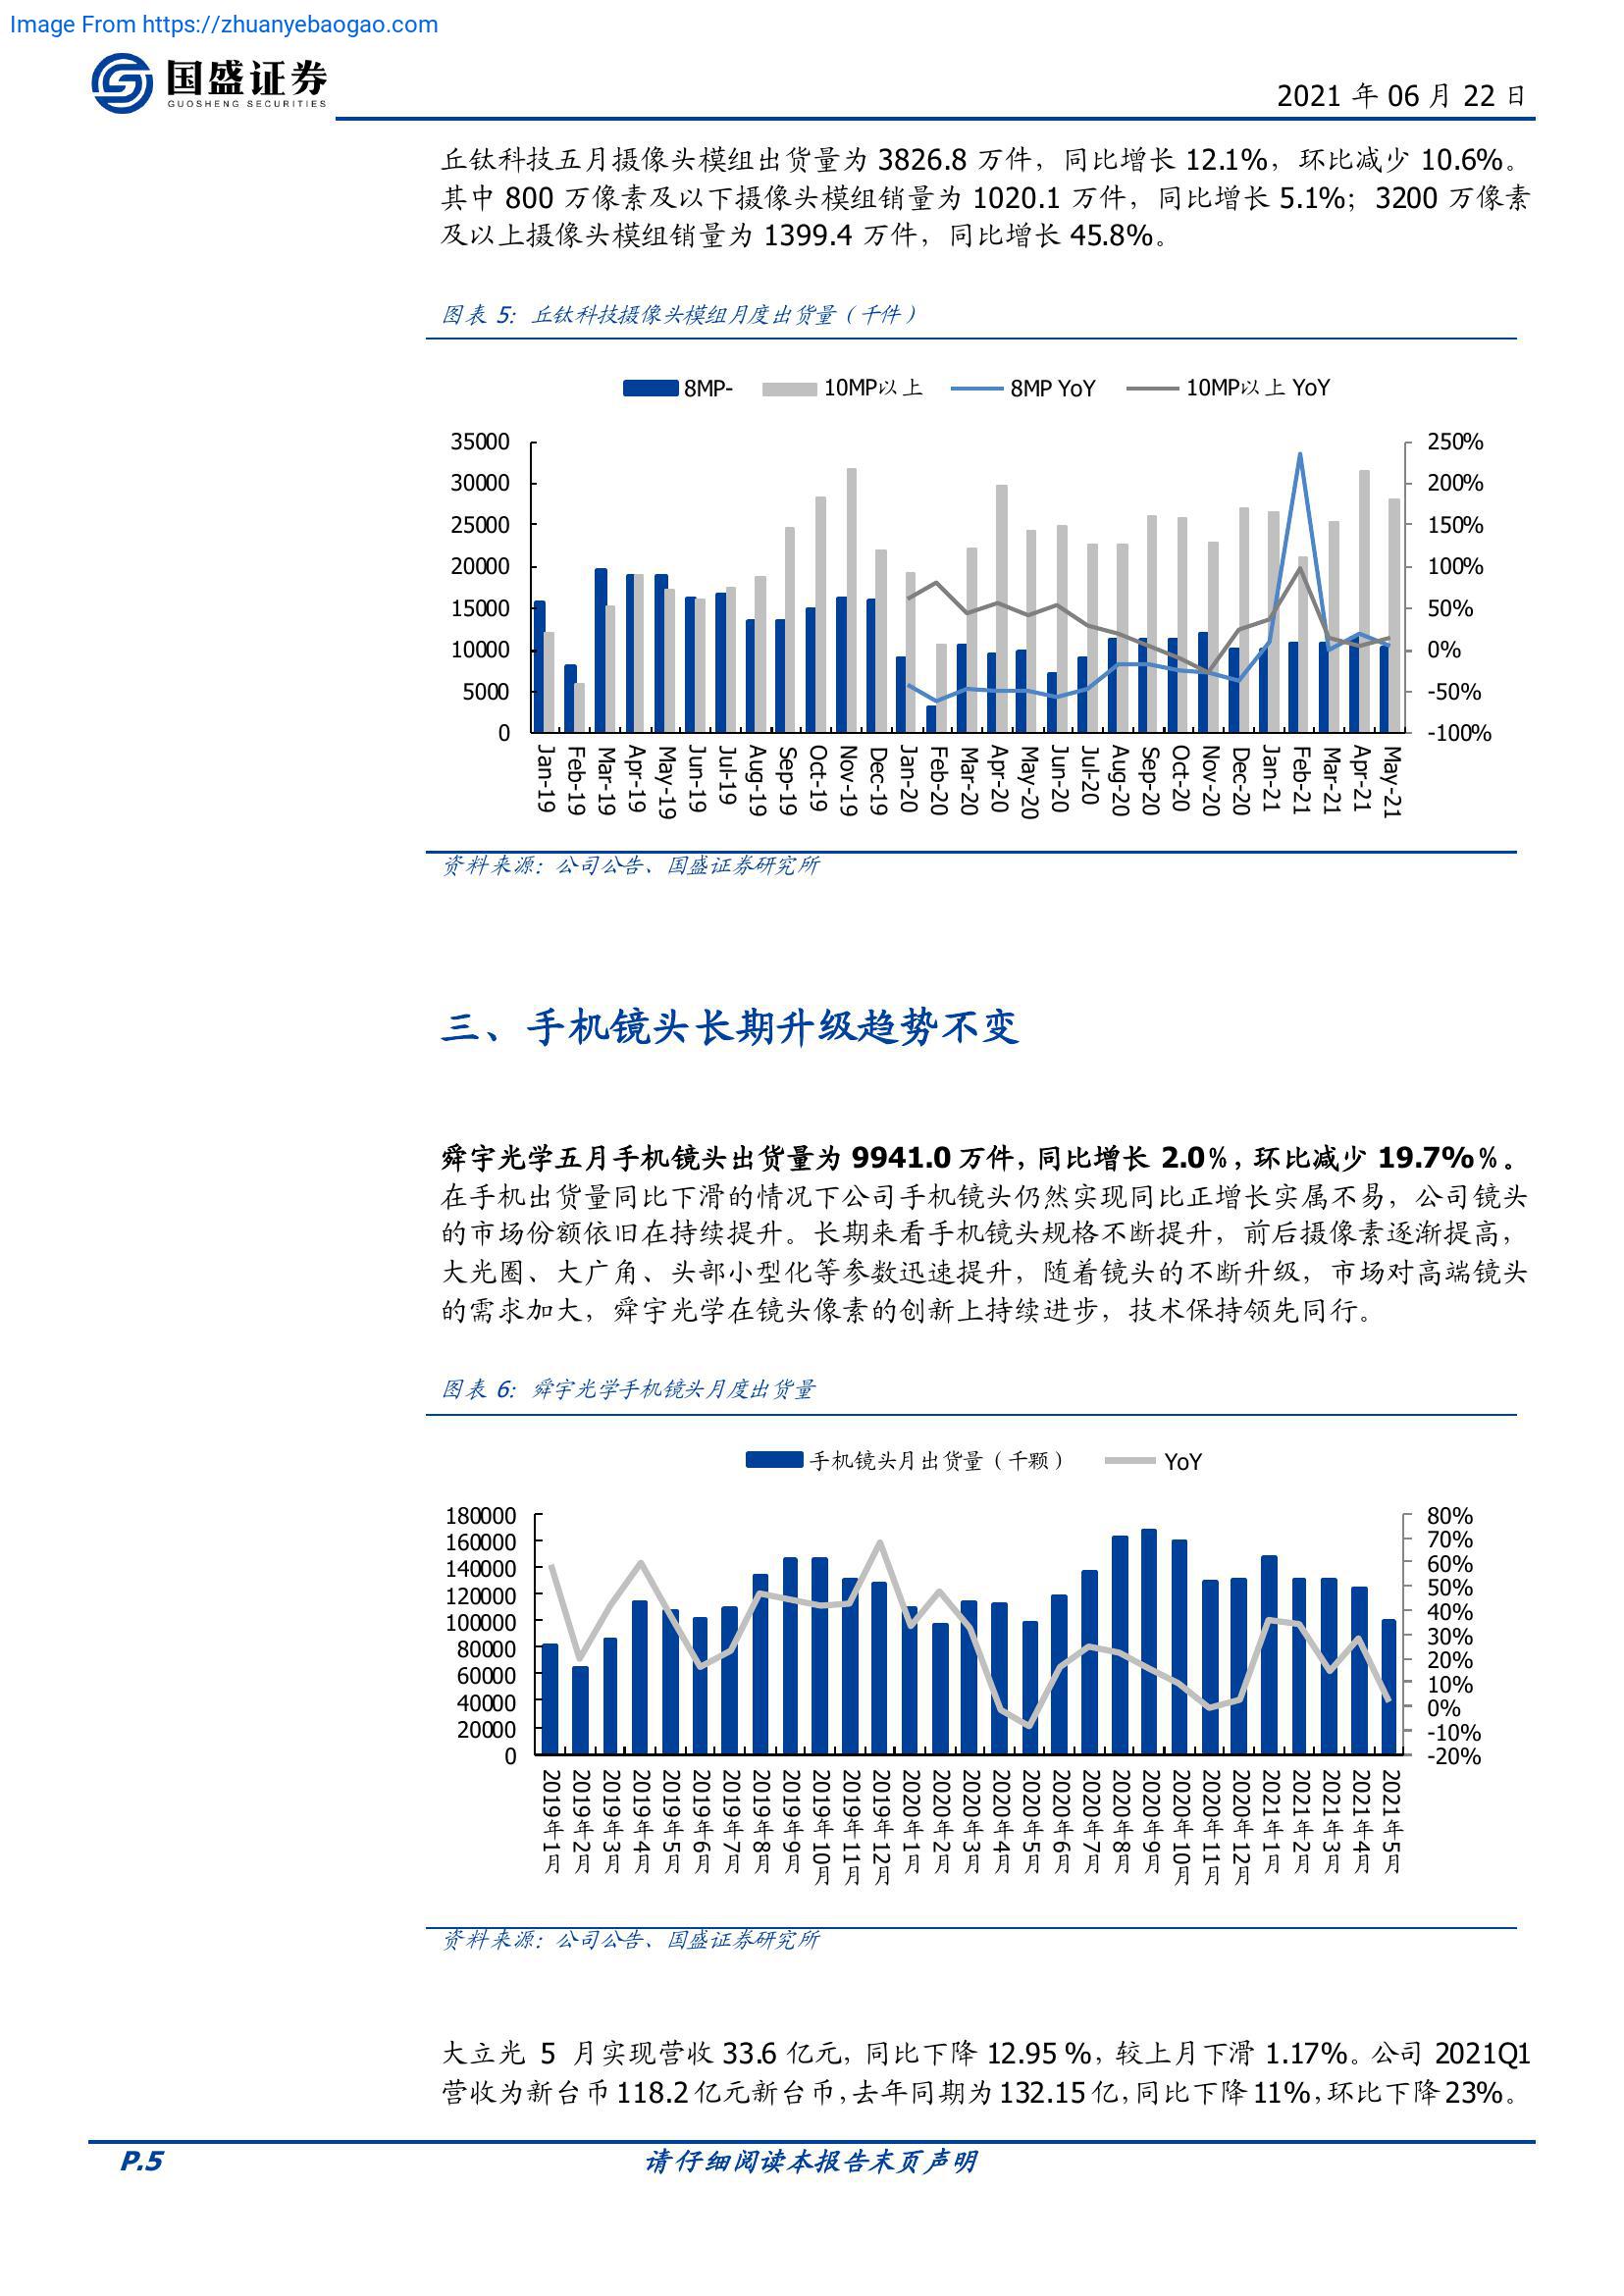 Image From https://zhuanyebaogao.com
国盛证券
GUOSHENG SECURITIES
2021 年 06 月 22 日
丘钛科技五月摄像头模组出货量为 3826.8 万件，同比增长 12.1%，环比减少 10.6%。
其中 800 万像素及以下摄像头模组销量为 1020.1 万件，同比增长 5.1%；3200 万像素
及以上摄像头模组销量为 1399.4 万件，同比增长 45.8%。
图表 5：丘钛科技摄像头模组月度出货量（千件）
8MP- 10MP以上 8MP YoY 10MP以上 YoY
35000 250%
30000 200%
25000 150%
20000 100%
15000 50%
10000 0%
5000 -50%
0 -100%
Jan-19 Feb-19 Mar-19 Apr-19 May-19 Jun-19 Jul-19 Aug-19 Sep-19 Oct-19 Nov-19 Dec-19 Jan-20 Feb-20 Mar-20 Apr-20 May-20 Jun-20 Jul-20 Aug-20 Sep-20 Oct-20 Nov-20 Dec-20 Jan-21 Feb-21 Mar-21 Apr-21 May-21
资料来源：公司公告、国盛证券研究所
三、手机镜头长期升级趋势不变
舜宇光学五月手机镜头出货量为 9941.0 万件，同比增长 2.0%，环比减少 19.7%%。
在手机出货量同比下滑的情况下公司手机镜头仍然实现同比正增长实属不易，公司镜头
的市场份额依旧在持续提升。长期来看手机镜头规格不断提升，前后摄像素逐渐提高，
大光圈、大广角、头部小型化等参数迅速提升，随着镜头的不断升级，市场对高端镜头
的需求加大，舜宇光学在镜头像素的创新上持续进步，技术保持领先同行。
图表 6：舜宇光学手机镜头月度出货量
手机镜头月出货量（千颗） YoY
180000 80%
160000 70%
140000 60%
120000 50%
100000 40%
80000 30%
60000 20%
40000 10%
20000 0%
0 -10%
-20%
2019年1月 2019年2月 2019年3月 2019年4月 2019年5月 2019年6月 2019年7月 2019年8月 2019年9月 2019年10月 2019年11月 2019年12月 2020年1月 2020年2月 2020年3月 2020年4月 2020年5月 2020年6月 2020年7月 2020年8月 2020年9月 2020年10月 2020年11月 2020年12月 2021年1月 2021年2月 2021年3月 2021年4月 2021年5月
资料来源：公司公告、国盛证券研究所
大立光 5 月实现营收 33.6 亿元，同比下降 12.95 %，较上月下滑 1.17%。公司 2021Q1
营收为新台币 118.2 亿元新台币，去年同期为 132.15 亿，同比下降 11%，环比下降 23%。
P.5 请仔细阅读本报告末页声明